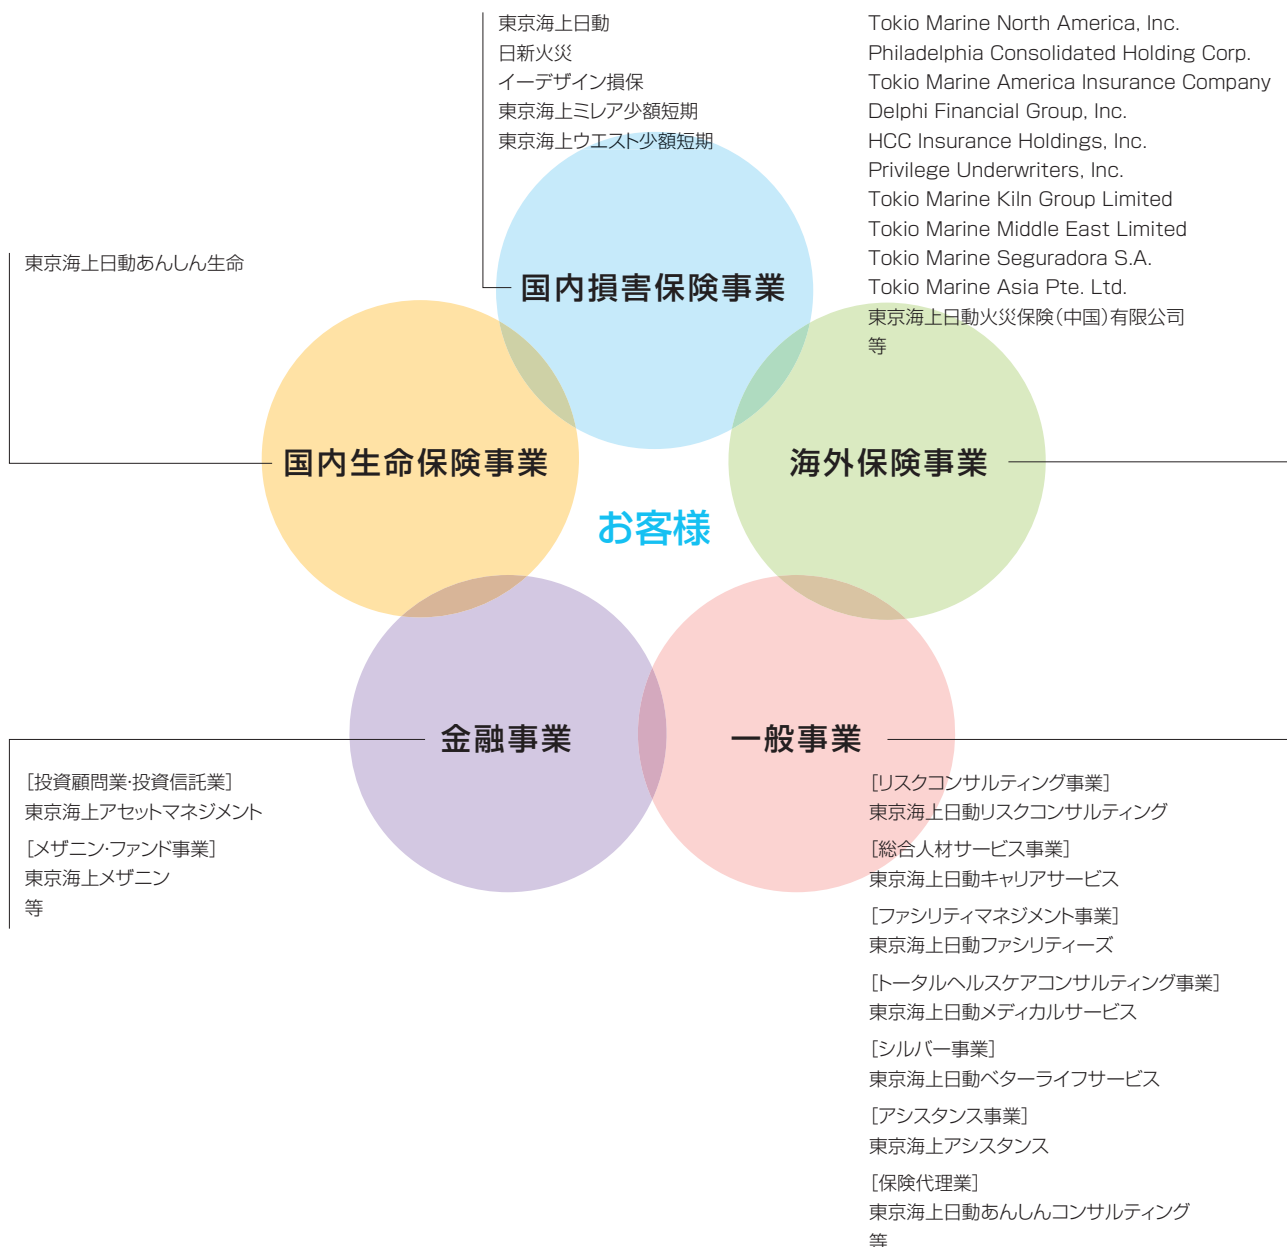 東京海上日動
日新火災
イーデザイン損保
東京海上ミレア少額短期
東京海上ウエスト少額短期
国内損害保険事業
Tokio Marine North America, Inc.
Philadelphia Consolidated Holding Corp.
Tokio Marine America Insurance Company
Delphi Financial Group, Inc.
HCC Insurance Holdings, Inc.
Privilege Underwriters, Inc.
Tokio Marine Kiln Group Limited
Tokio Marine Middle East Limited
Tokio Marine Seguradora S.A.
Tokio Marine Asia Pte. Ltd.
東京海上日動火災保険(中国)有限公司
等
海外保険事業
東京海上日動あんしん生命
国内生命保険事業
お客様
金融事業
[投資顧問業・投資信託業]
東京海上アセットマネジメント
[メザニン・ファンド事業]
東京海上メザニン
等
一般事業
[リスクコンサルティング事業]
東京海上日動リスクコンサルティング
[総合人材サービス事業]
東京海上日動キャリアサービス
[ファシリティマネジメント事業]
東京海上日動ファシリティーズ
[トータルヘルスケアコンサルティング事業]
東京海上日動メディカルサービス
[シルバー事業]
東京海上日動ベターライフサービス
[アシスタンス事業]
東京海上アシスタンス
[保険代理業]
東京海上日動あんしんコンサルティング
等